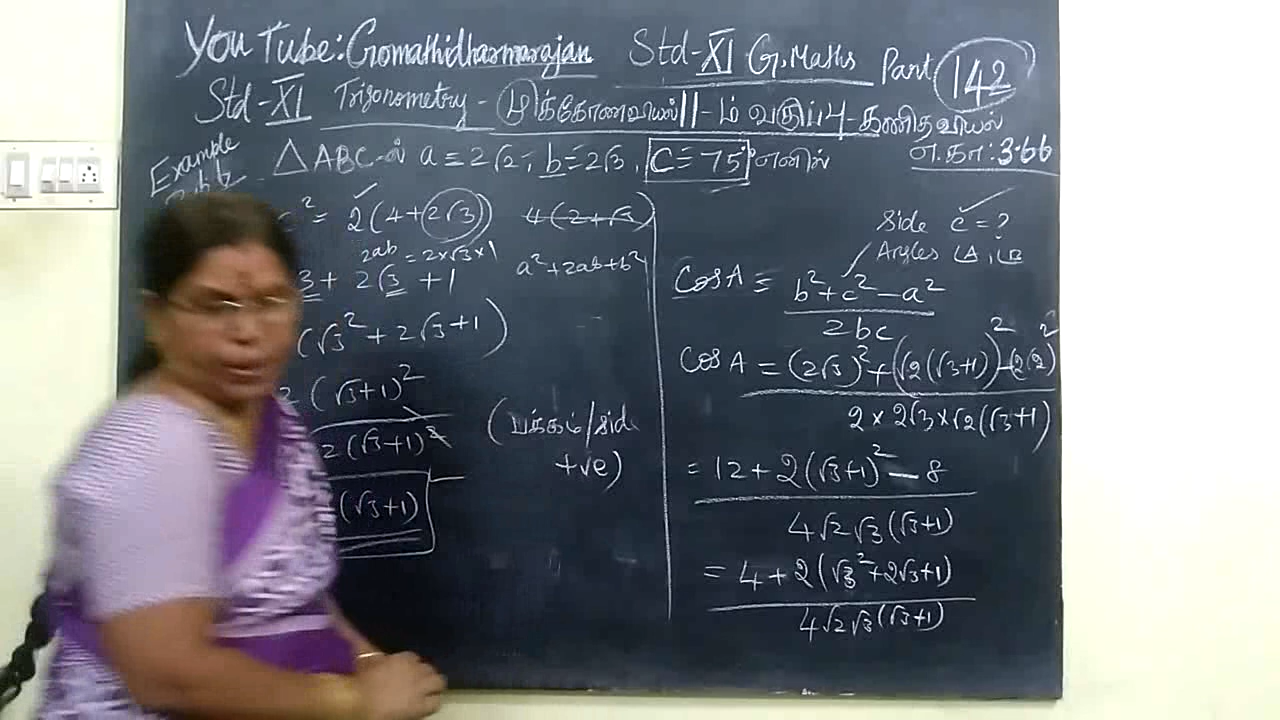 You Tube: Gomathidharmarajan Std-XI G.Maths Part 142
Std-XI Trigonometry - முக்கோணவியல் 11-ம் வகுப்பு-கணிதவியல்
Example
எ.கா: 3.66
△ABC-ல் a = 2√2, b = 2√3, C = 75° எனில்
c² = 2(4+2√3) 4(2+√3)
2ab = 2×√3×1
3 + 2√3 + 1 a²+2ab+b²
(√3² + 2√3 + 1)
2(√3+1)²
2(√3+1)²
(பக்கம்/side
+ve)
(√3+1)
Side c = ?
Angles ∠A, ∠B
Cos A = b²+c²-a² / 2bc
Cos A = (2√3)² + (√2(√3+1))² - (2√2)² / 2×2√3×√2(√3+1)
= 12 + 2(√3+1)² - 8 / 4√2√3(√3+1)
= 4 + 2(√3²+2√3+1) / 4√2√3(√3+1)